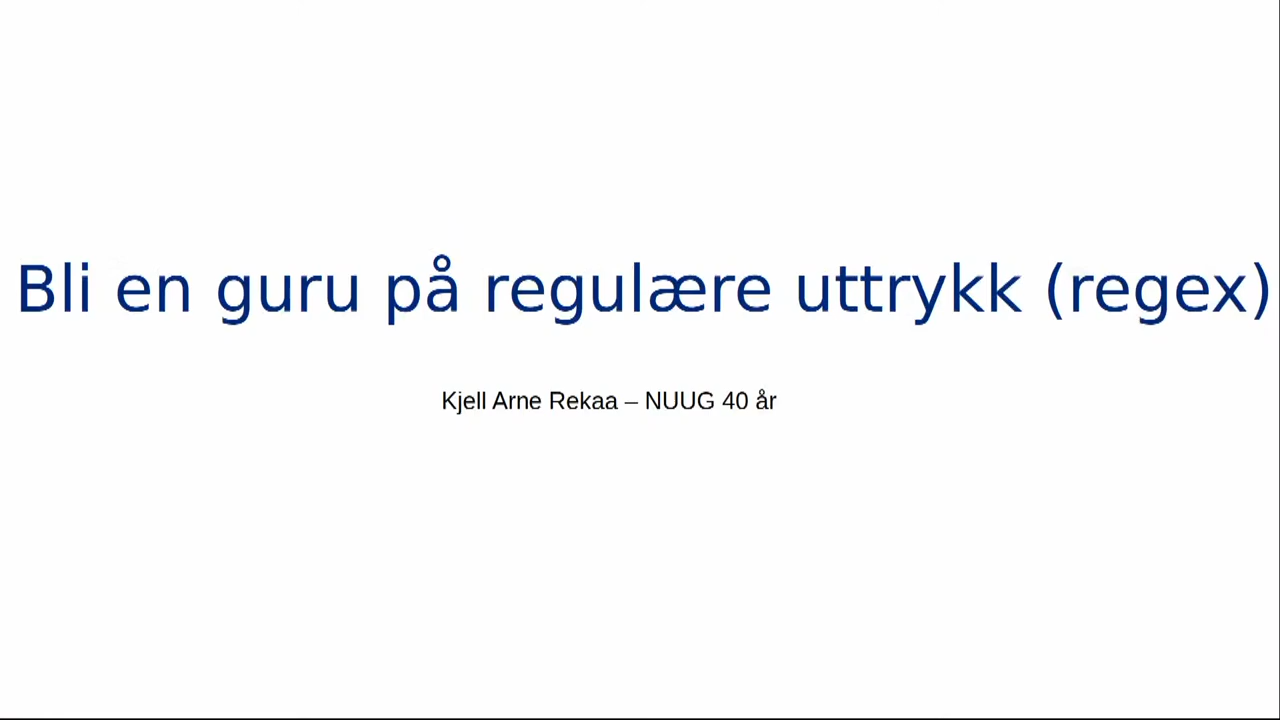 Bli en guru på regulære uttrykk (regex)
Kjell Arne Rekaa – NUUG 40 år